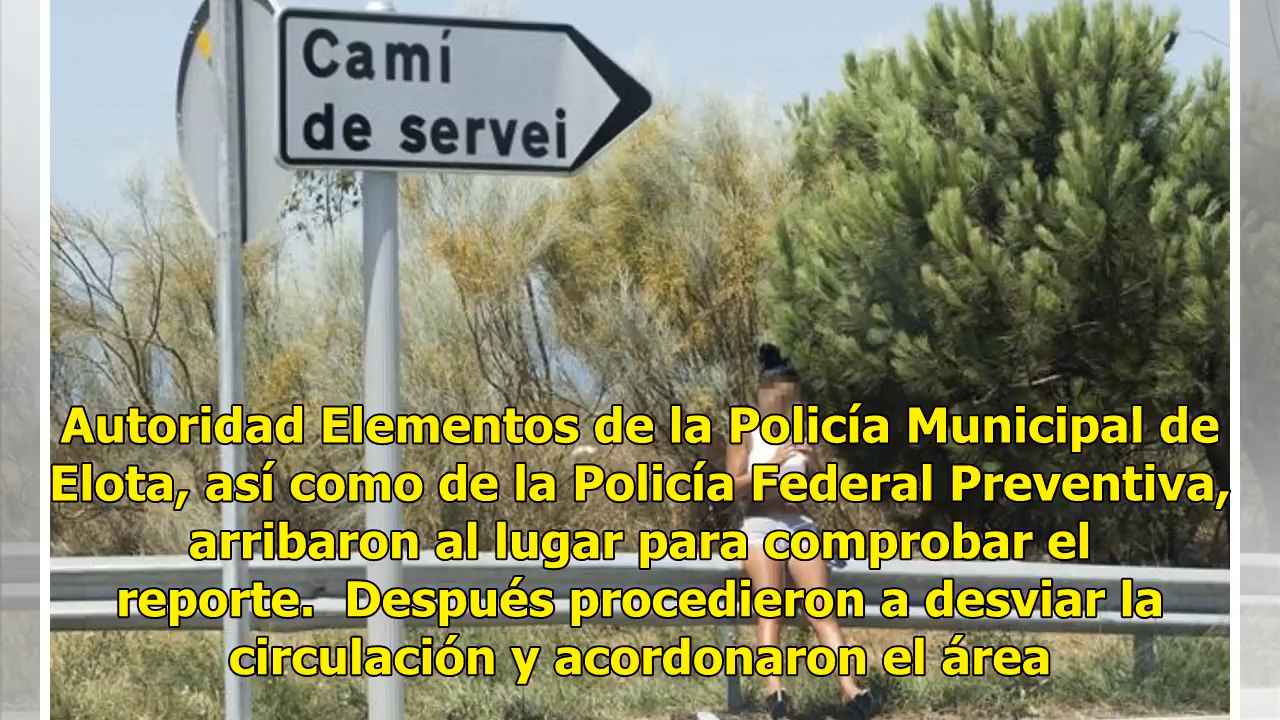 Camí
de servei
Autoridad Elementos de la Policía Municipal de
Elota, así como de la Policía Federal Preventiva,
arribaron al lugar para comprobar el
reporte.  Después procedieron a desviar la
circulación y acordonaron el área